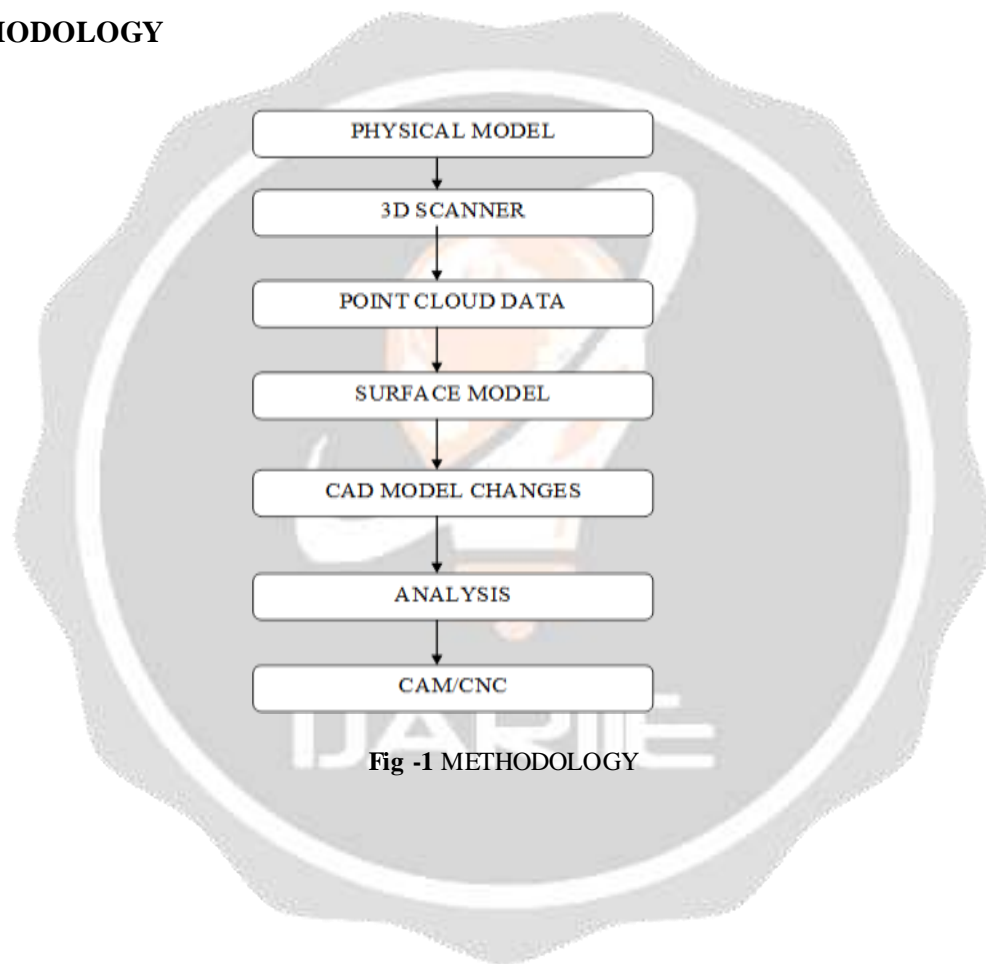 HODOLOGY
PHYSICAL MODEL
3D SCANNER
POINT CLOUD DATA
SURFACE MODEL
CAD MODEL CHANGES
ANALYSIS
CAM/CNC
IJARIIE
Fig -1 METHODOLOGY